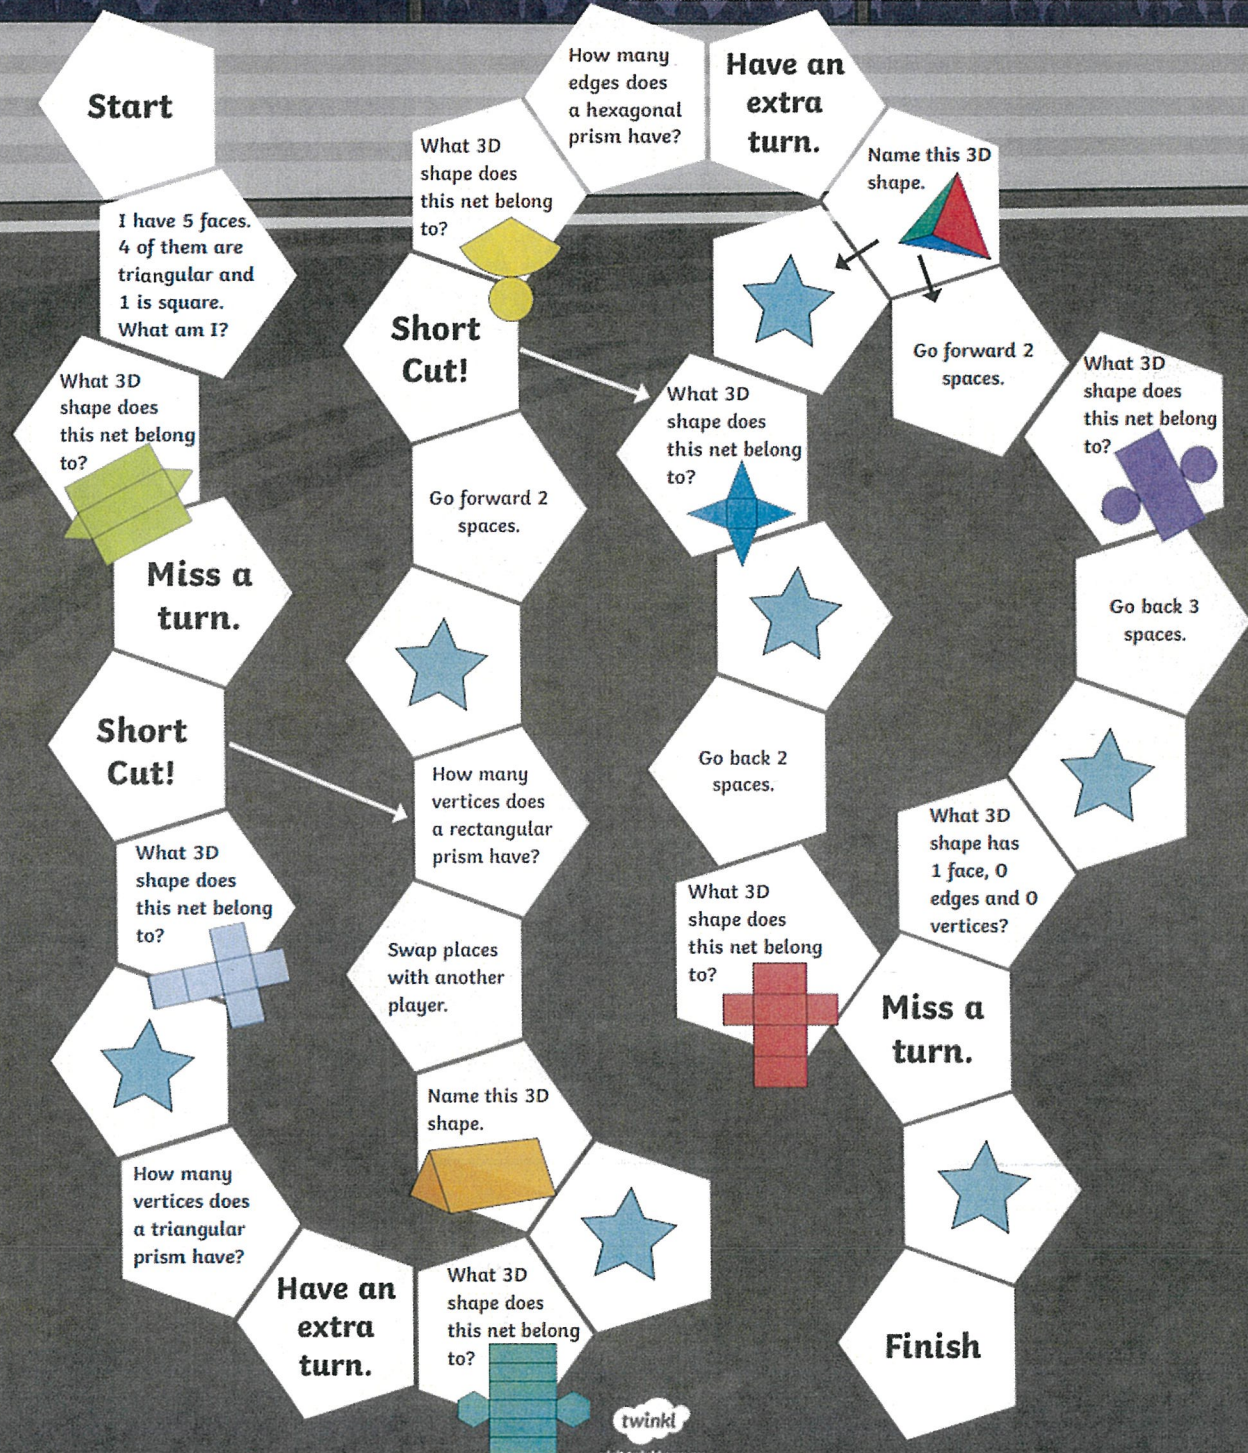 Start
I have 5 faces.
4 of them are
triangular and
1 is square.
What am I?
What 3D
shape does
this net belong
to?
Miss a
turn.
Short
Cut!
What 3D
shape does
this net belong
to?
How many
vertices does
a triangular
prism have?
Have an
extra
turn.
What 3D
shape does
this net belong
to?
Name this 3D
shape.
Swap places
with another
player.
How many
vertices does
a rectangular
prism have?
Go forward 2
spaces.
Short
Cut!
What 3D
shape does
this net belong
to?
How many
edges does
a hexagonal
prism have?
Have an
extra
turn.
Name this 3D
shape.
What 3D
shape does
this net belong
to?
Go back 2
spaces.
What 3D
shape does
this net belong
to?
Go forward 2
spaces.
What 3D
shape does
this net belong
to?
Go back 3
spaces.
What 3D
shape has
1 face, 0
edges and 0
vertices?
Miss a
turn.
Finish
twinkl